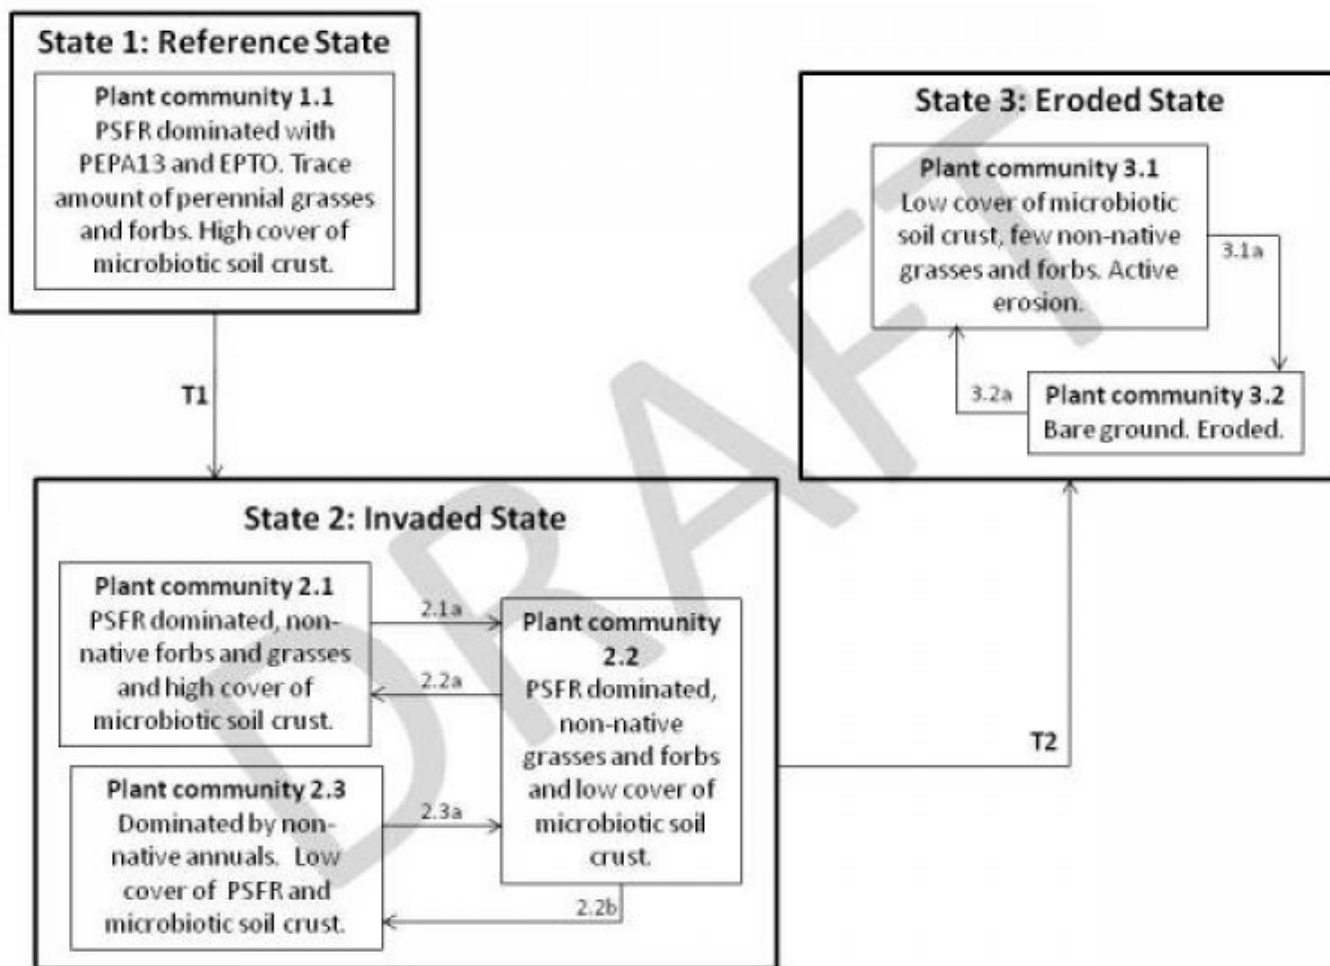 State 1: Reference State
Plant community 1.1
PSFR dominated with
PEPA13 and EPTO. Trace
amount of perennial grasses
and forbs. High cover of
microbiotic soil crust.
T1
State 2: Invaded State
Plant community 2.1
PSFR dominated, non-
native forbs and grasses
and high cover of
microbiotic soil crust.
2.1a
2.2a
Plant community
2.2
PSFR dominated,
non-native
grasses and forbs
and low cover of
microbiotic soil
crust.
Plant community 2.3
Dominated by non-
native annuals. Low
cover of PSFR and
microbiotic soil crust.
2.3a
2.2b
T2
State 3: Eroded State
Plant community 3.1
Low cover of microbiotic
soil crust, few non-native
grasses and forbs. Active
erosion.
3.1a
3.2a
Plant community 3.2
Bare ground. Eroded.
DRAFT